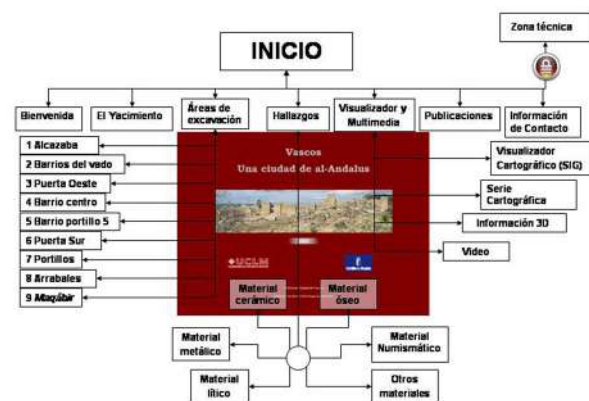 Zona técnica
INICIO
Bienvenida
El Yacimiento
Áreas de
excavación
Hallazgos
Visualizador y
Multimedia
Publicaciones
Información
de Contacto
1 Alcazaba
2 Barrios del vado
3 Puerta Oeste
4 Barrio centro
5 Barrio portillo 5
6 Puerta Sur
7 Portillos
8 Arrabales
9 Maqábir
Vascos
Una ciudad de al-Andalus
UCLM
Visualizador
Cartográfico (SIG)
Serie
Cartográfica
Información 3D
Video
Material
cerámico
Material
óseo
Material
metálico
Material
Numismático
Material
lítico
Otros
materiales